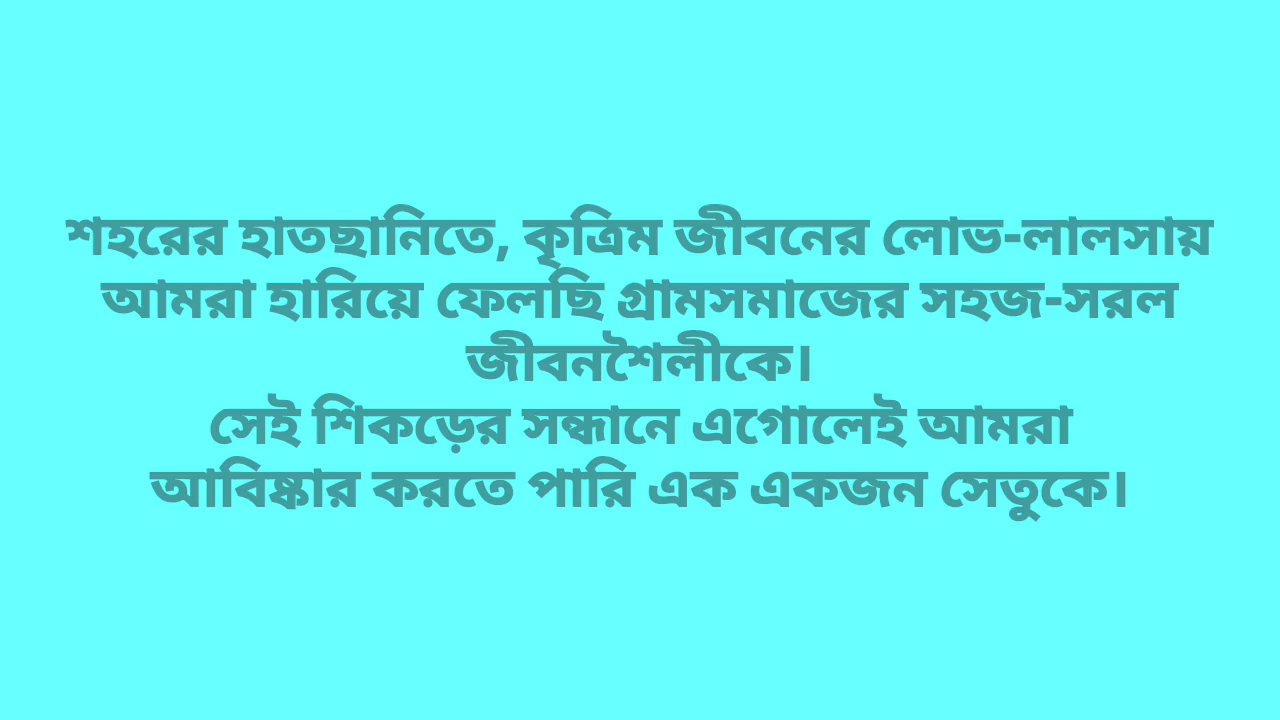 শহরের হাতছানিতে, কৃত্রিম জীবনের লোভ-লালসায়
আমরা হারিয়ে ফেলছি গ্রামসমাজের সহজ-সরল
জীবনশৈলীকে।
সেই শিকড়ের সন্ধানে এগোলেই আমরা
আবিষ্কার করতে পারি এক একজন সেতুকে।